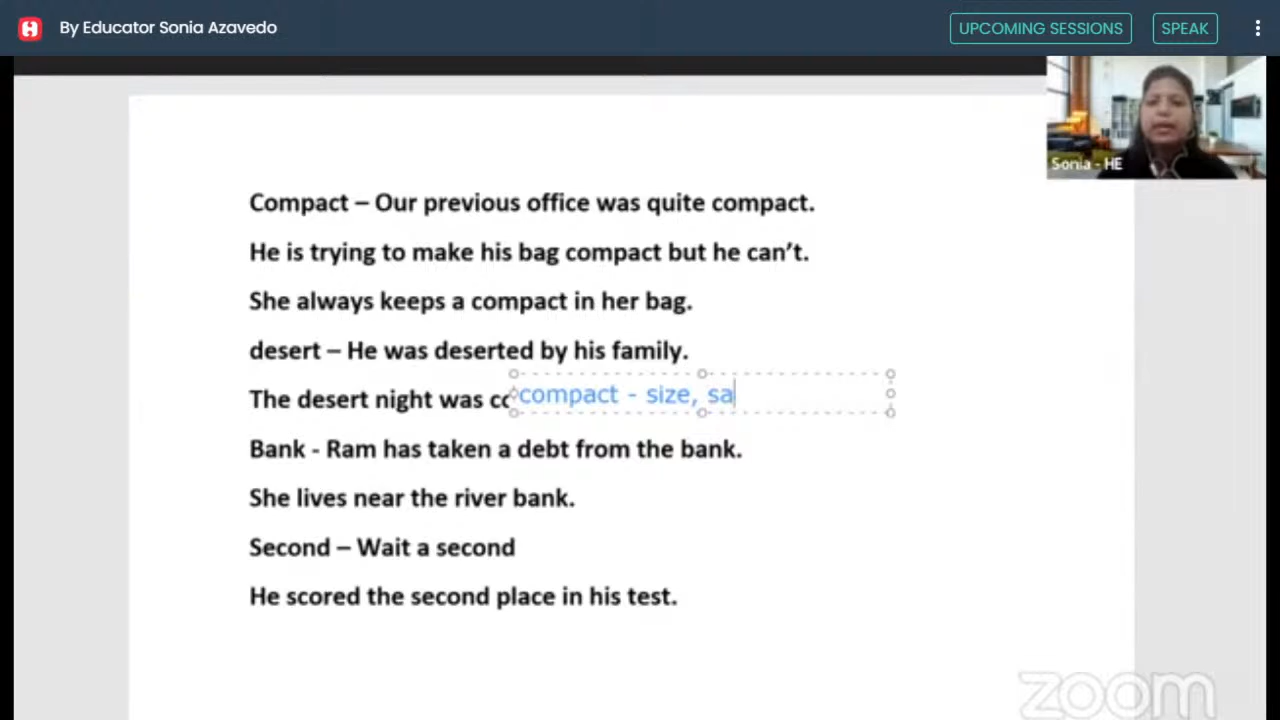 By Educator Sonia Azavedo
UPCOMING SESSIONS
SPEAK
Sonia - HE
Compact – Our previous office was quite compact.
He is trying to make his bag compact but he can’t.
She always keeps a compact in her bag.
desert – He was deserted by his family.
The desert night was co
compact - size, sa
Bank - Ram has taken a debt from the bank.
She lives near the river bank.
Second – Wait a second
He scored the second place in his test.
zoom